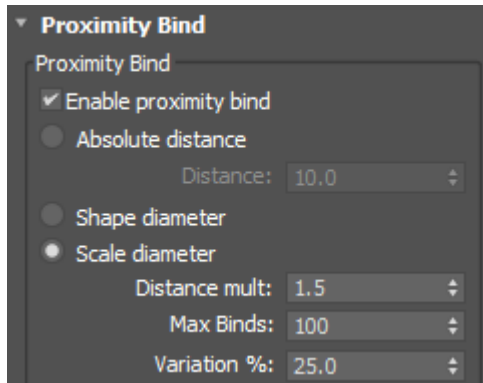 Proximity Bind
Proximity Bind
Enable proximity bind
Absolute distance
Distance: 10.0
Shape diameter
Scale diameter
Distance mult: 1.5
Max Binds: 100
Variation %: 25.0